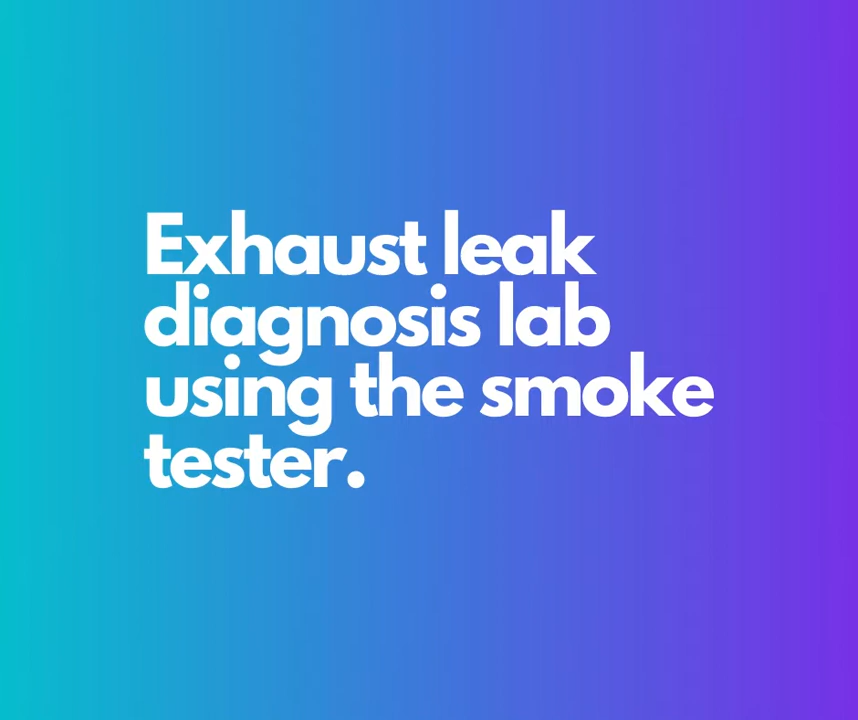 Exhaust leak
diagnosis lab
using the smoke
tester.